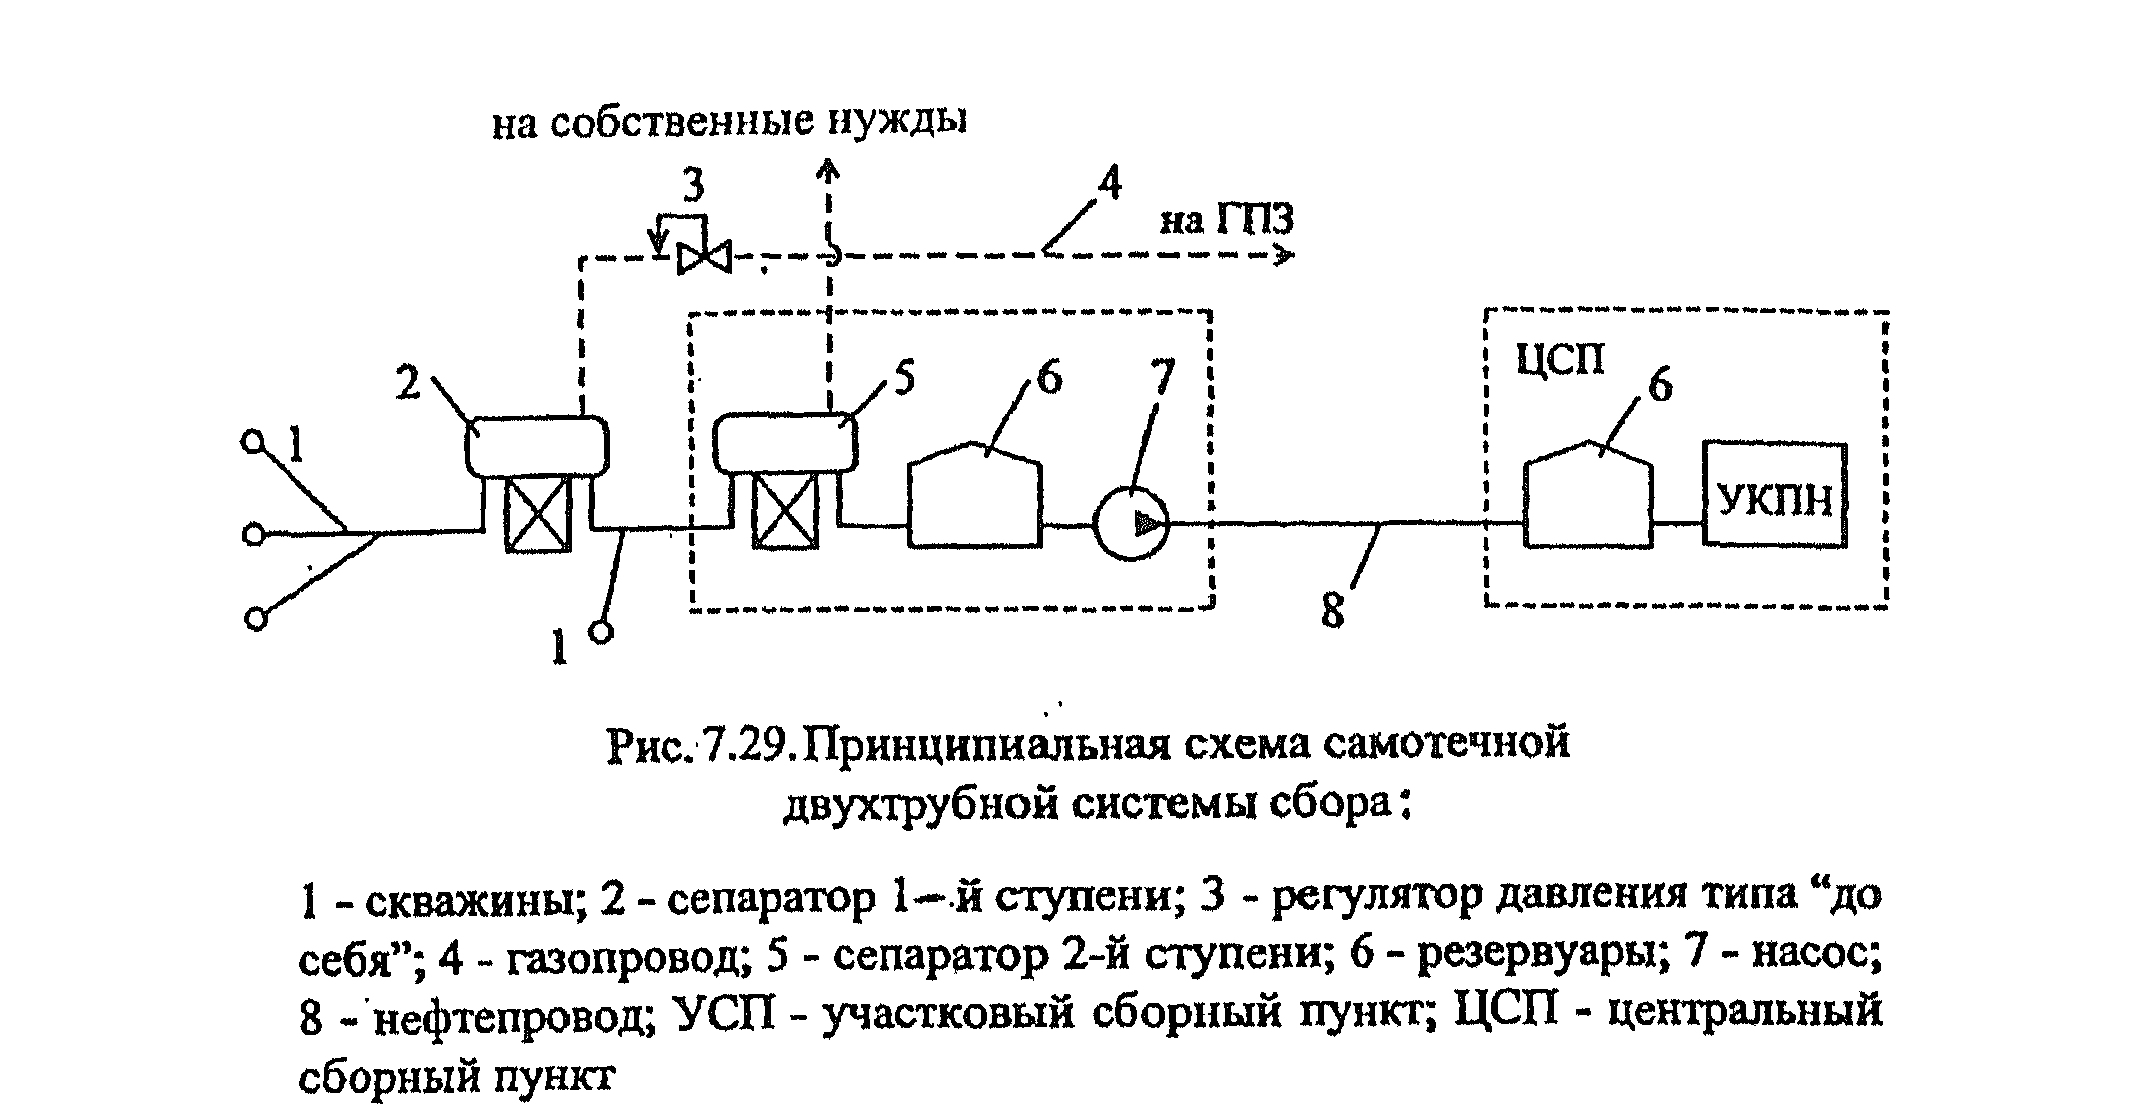 на собственные нужды
3
4
на ГПЗ
2
5
6
7
ЦСП
6
1
УКПН
1
8
Рис. 7.29. Принципиальная схема самотечной
двухтрубной системы сбора:
1 - скважины; 2 - сепаратор 1-й ступени; 3 - регулятор давления типа “до
себя”; 4 - газопровод; 5 - сепаратор 2-й ступени; 6 - резервуары; 7 - насос;
8 - нефтепровод; УСП - участковый сборный пункт; ЦСП - центральный
сборный пункт